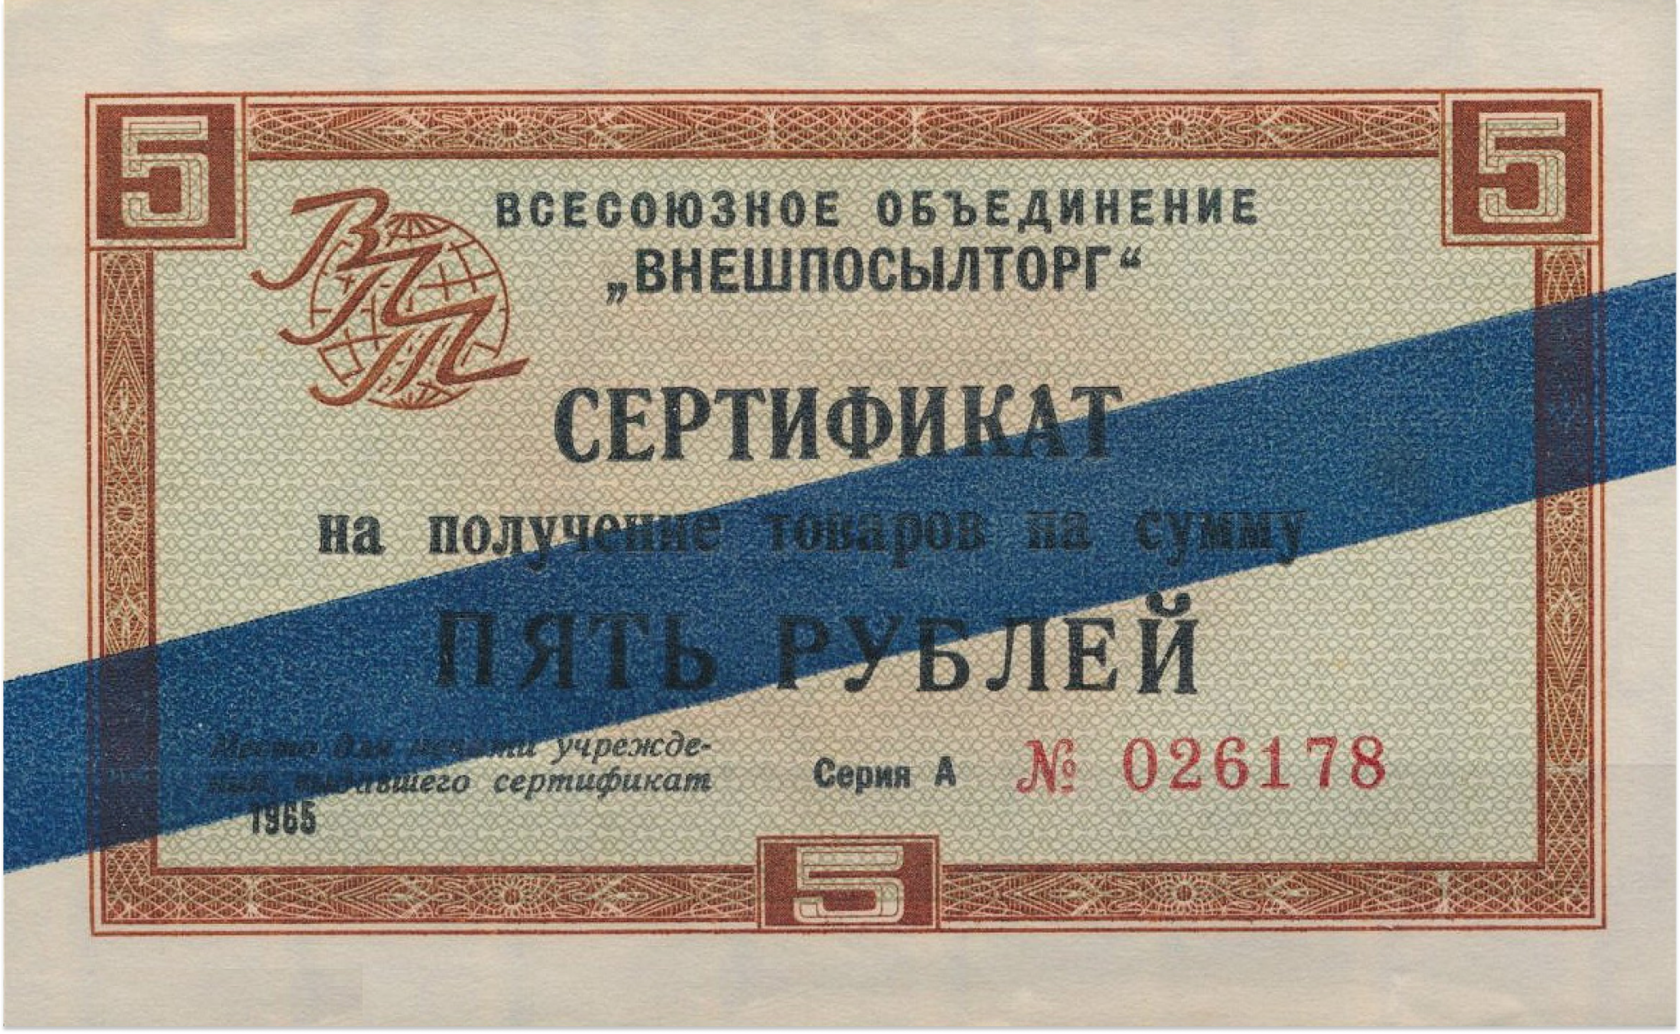 5 5
ВПТ
ВСЕСОЮЗНОЕ ОБЪЕДИНЕНИЕ
„ВНЕШПОСЫЛТОРГ“
СЕРТИФИКАТ
на получение товаров на сумму
ПЯТЬ РУБЛЕЙ
Место для печати учрежде-
ния, выдавшего сертификат
1965
Серия А № 026178
5